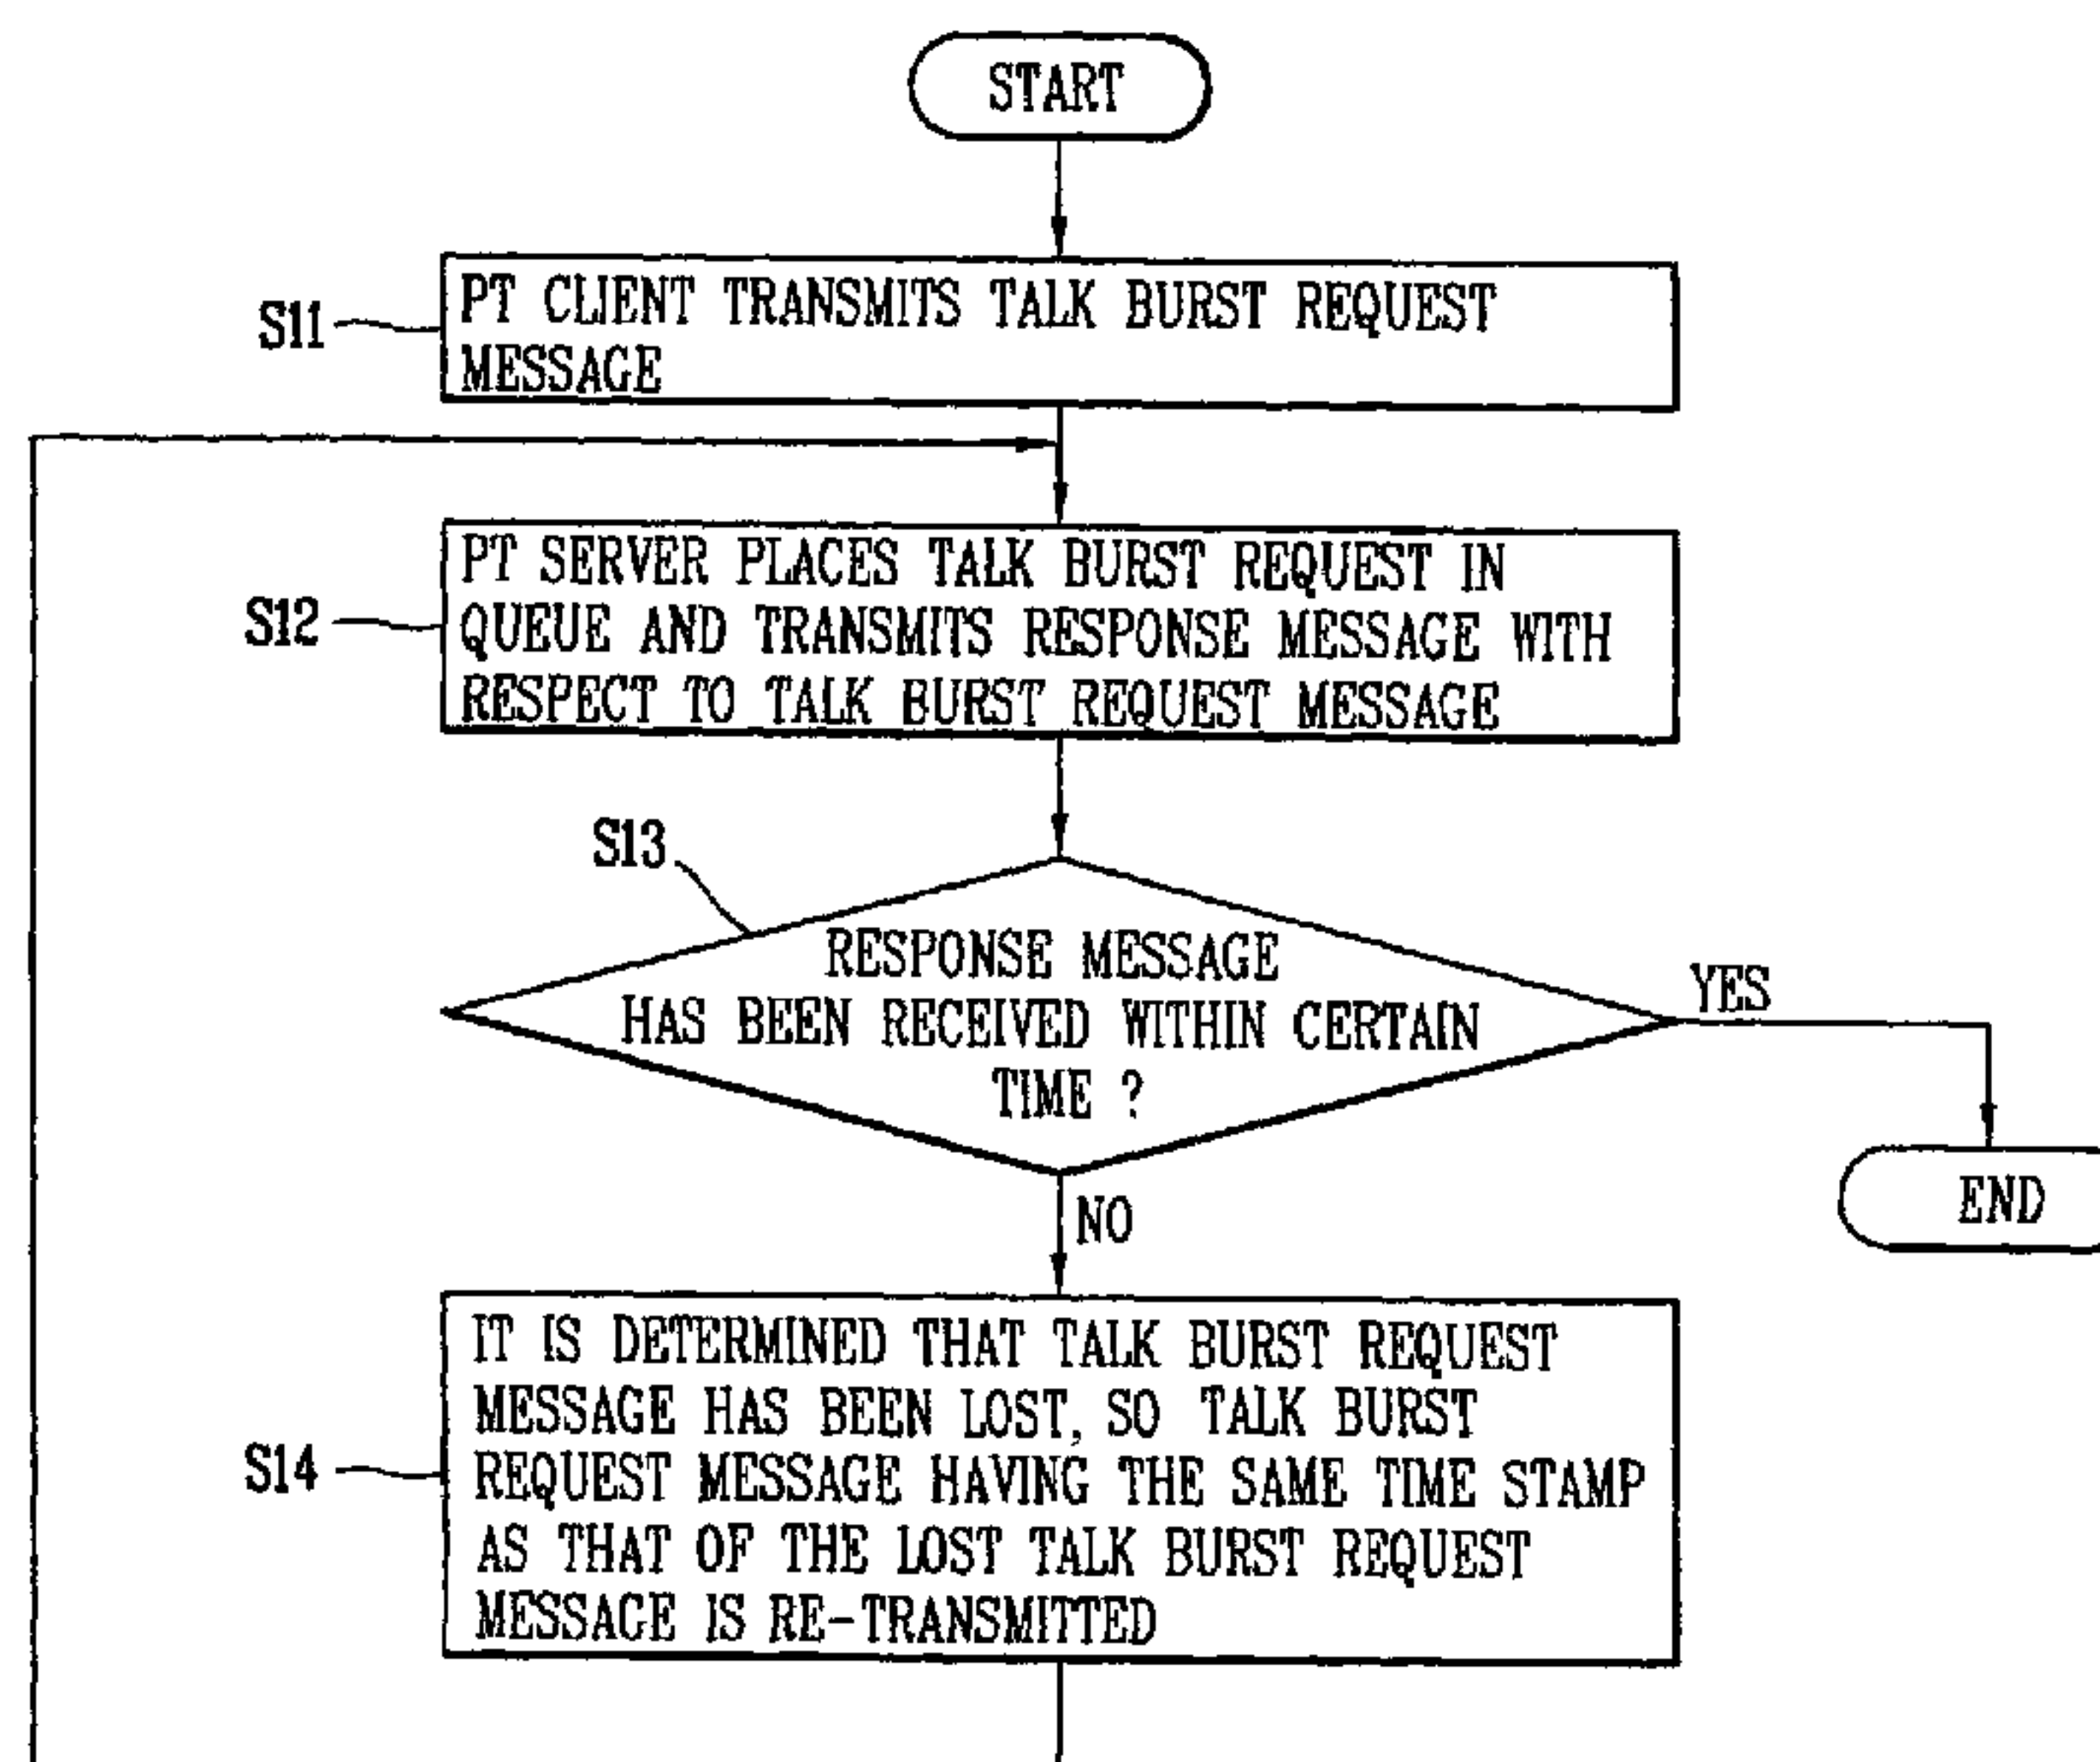 START
S11
PT CLIENT TRANSMITS TALK BURST REQUEST
MESSAGE
S12
PT SERVER PLACES TALK BURST REQUEST IN
QUEUE AND TRANSMITS RESPONSE MESSAGE WITH
RESPECT TO TALK BURST REQUEST MESSAGE
S13
RESPONSE MESSAGE
HAS BEEN RECEIVED WITHIN CERTAIN
TIME ?
YES
END
NO
S14
IT IS DETERMINED THAT TALK BURST REQUEST
MESSAGE HAS BEEN LOST, SO TALK BURST
REQUEST MESSAGE HAVING THE SAME TIME STAMP
AS THAT OF THE LOST TALK BURST REQUEST
MESSAGE IS RE-TRANSMITTED